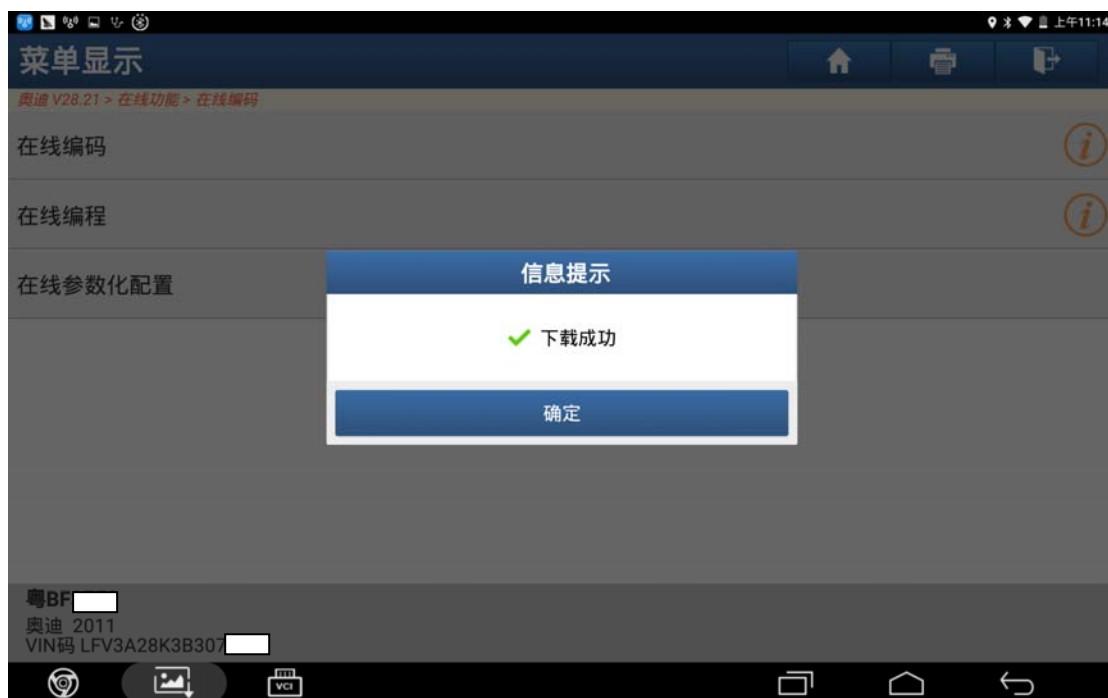 上午11:14
菜单显示
奥迪 V28.21 > 在线功能 > 在线编码
在线编码
在线编程
在线参数化配置
信息提示
下载成功
确定
粤BF
奥迪 2011
VIN码 LFV3A28K3B307
VCI